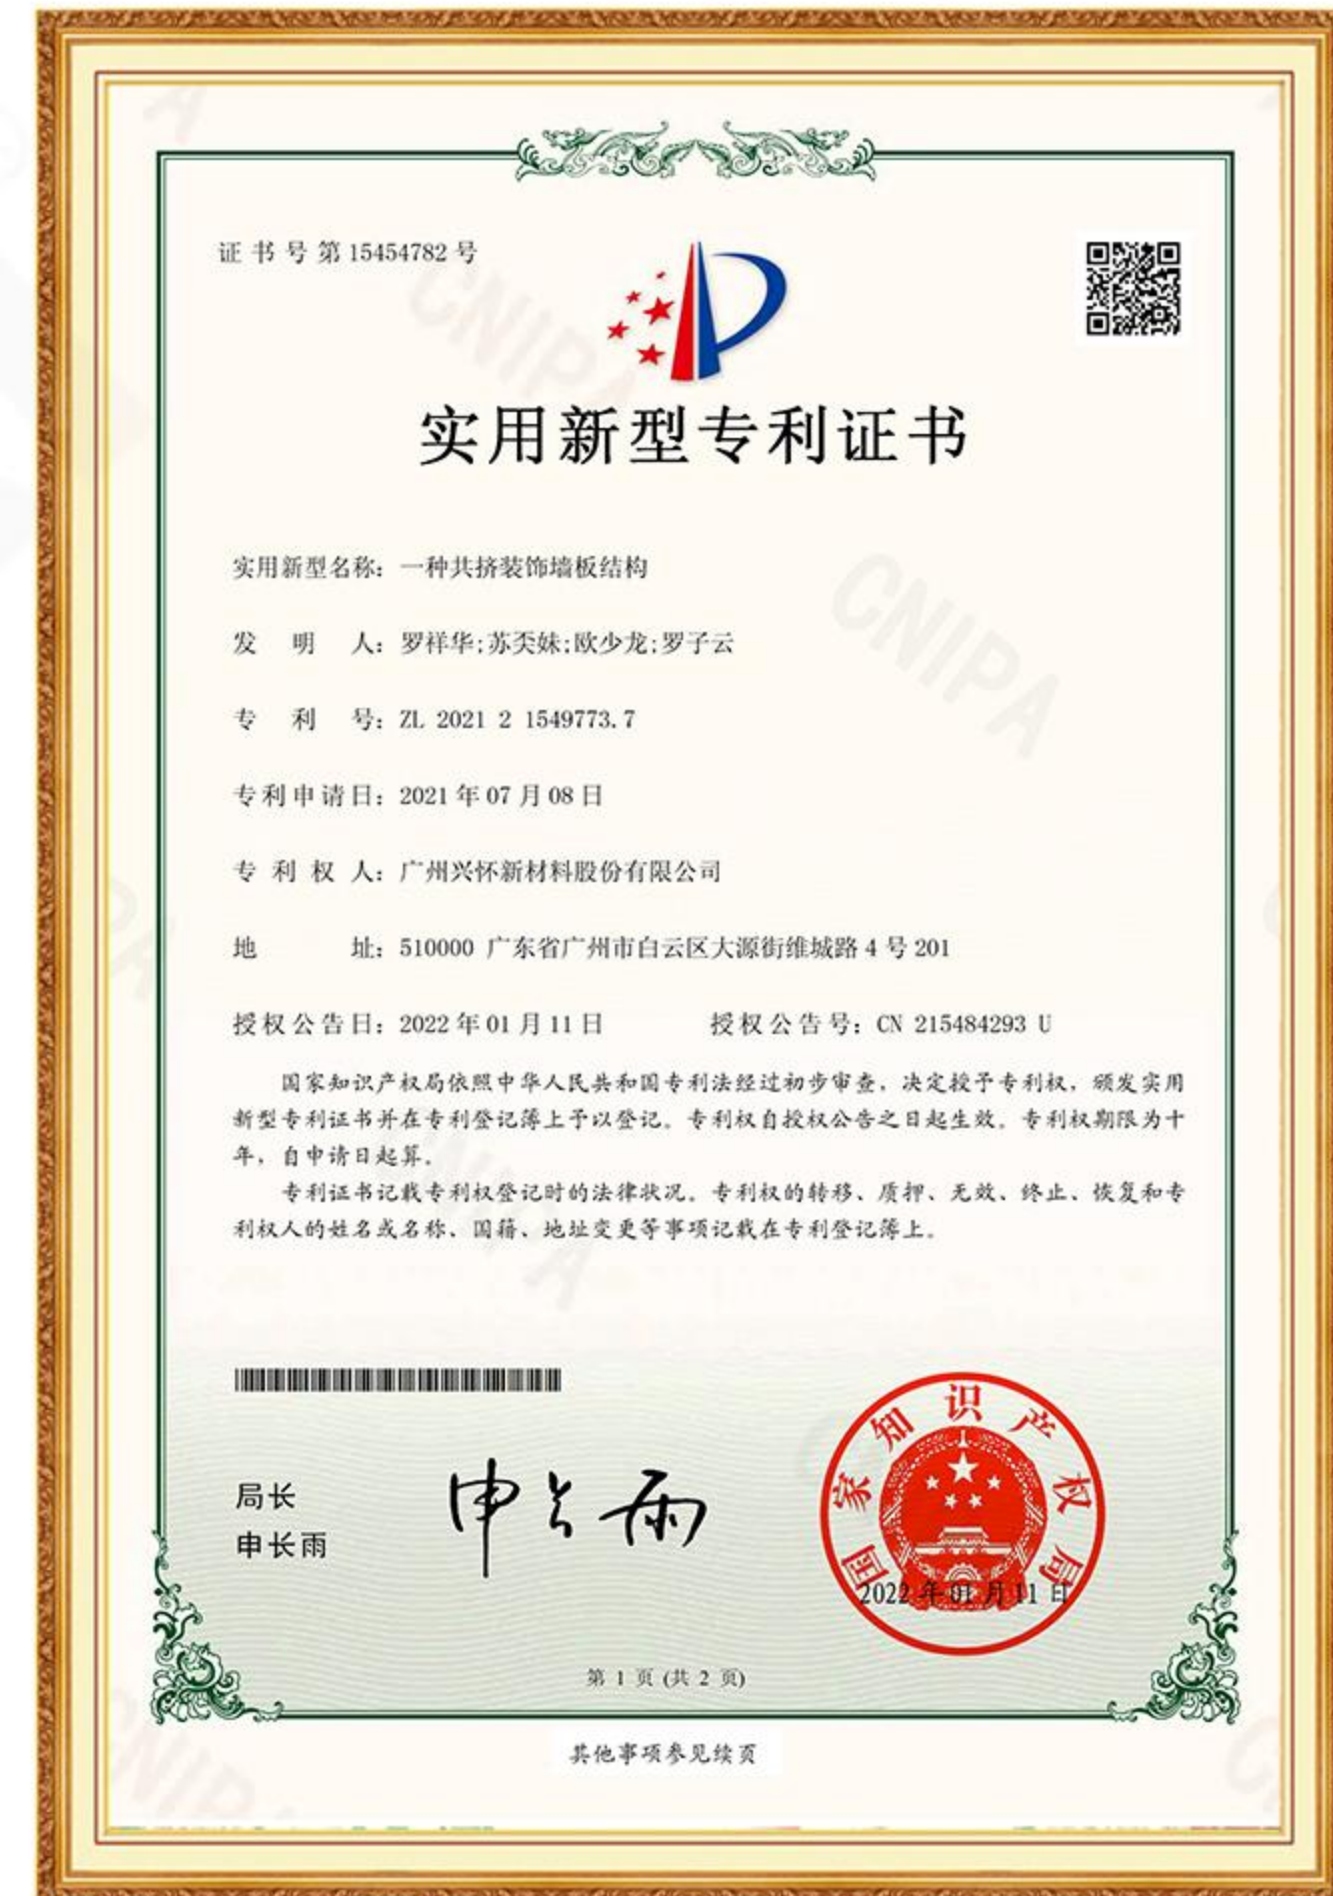 证书号第15454782号
实用新型专利证书
实用新型名称：一种共挤装饰墙板结构
发明人：罗祥华;苏奀妹;欧少龙;罗子云
专利号：ZL 2021 2 1549773.7
专利申请日：2021年07月08日
专利权人：广州兴怀新材料股份有限公司
地址：510000 广东省广州市白云区大源街维城路4号201
授权公告日：2022年01月11日 授权公告号：CN 215484293 U
国家知识产权局依照中华人民共和国专利法经过初步审查，决定授予专利权，颁发实用
新型专利证书并在专利登记簿上予以登记。专利权自授权公告之日起生效。专利权期限为十
年，自申请日起算。
专利证书记载专利权登记时的法律状况。专利权的转移、质押、无效、终止、恢复和专
利权人的姓名或名称、国籍、地址变更等事项记载在专利登记簿上。
局长
申长雨
申长雨
国家知识产权局
2022年01月11日
第 1 页 (共 2 页)
其他事项参见续页
CNIPA
CNIPA
CNIPA
CNIPA